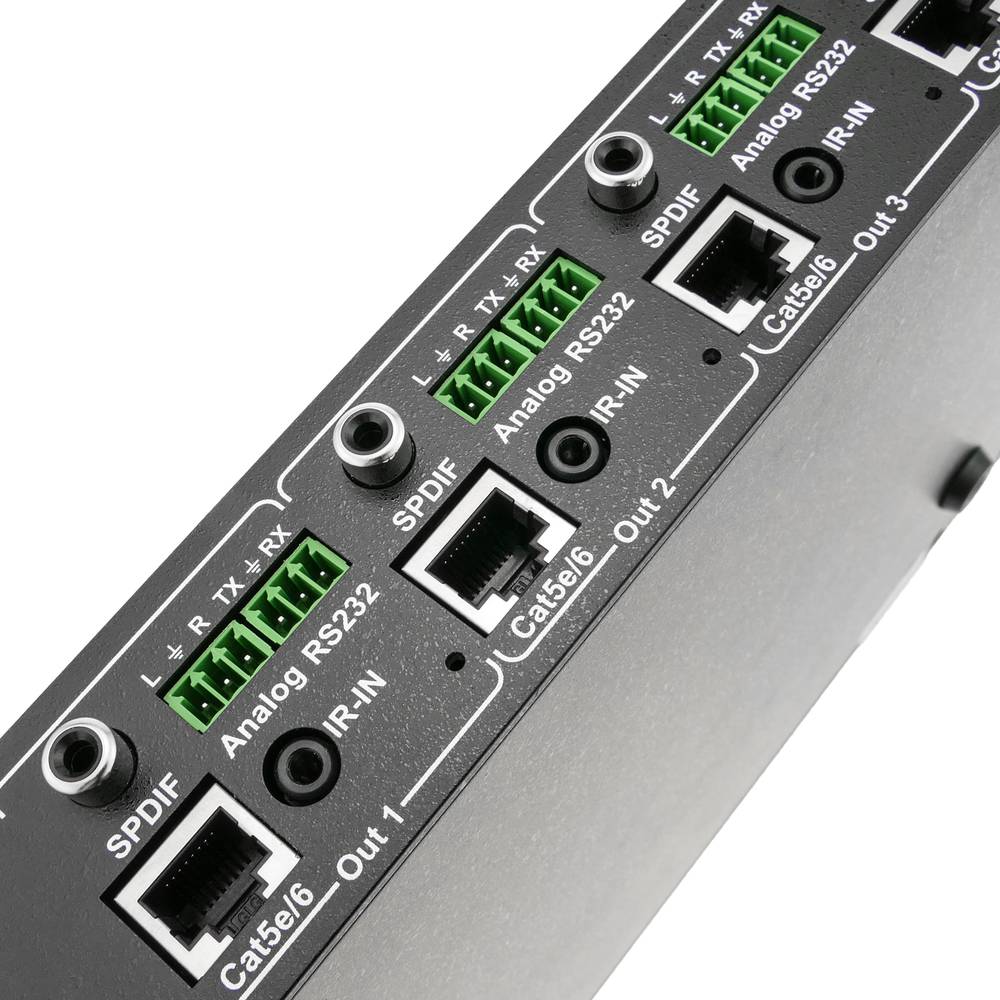 L ⏚ R TX ⏚ RX
Analog RS232
SPDIF
IR-IN
Cat5e/6
Out 1
L ⏚ R TX ⏚ RX
Analog RS232
SPDIF
IR-IN
Cat5e/6
Out 2
L ⏚ R TX ⏚ RX
Analog RS232
SPDIF
IR-IN
Cat5e/6
Out 3